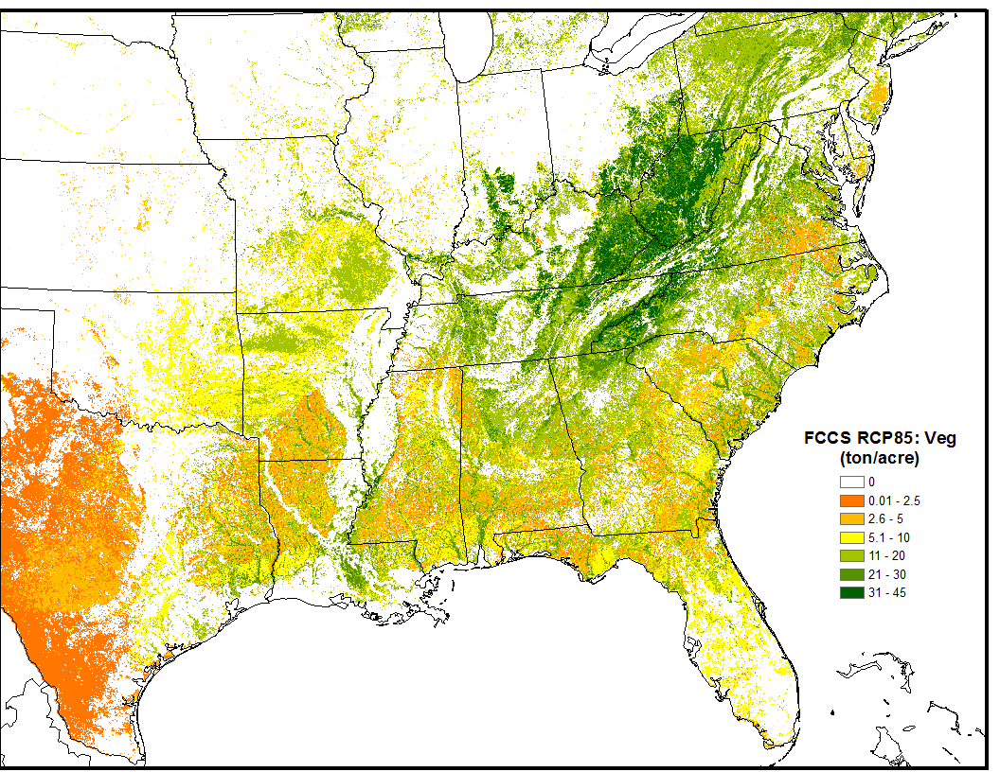 FCCS RCP85: Veg
(ton/acre)
0
0.01 - 2.5
2.6 - 5
5.1 - 10
11 - 20
21 - 30
31 - 45